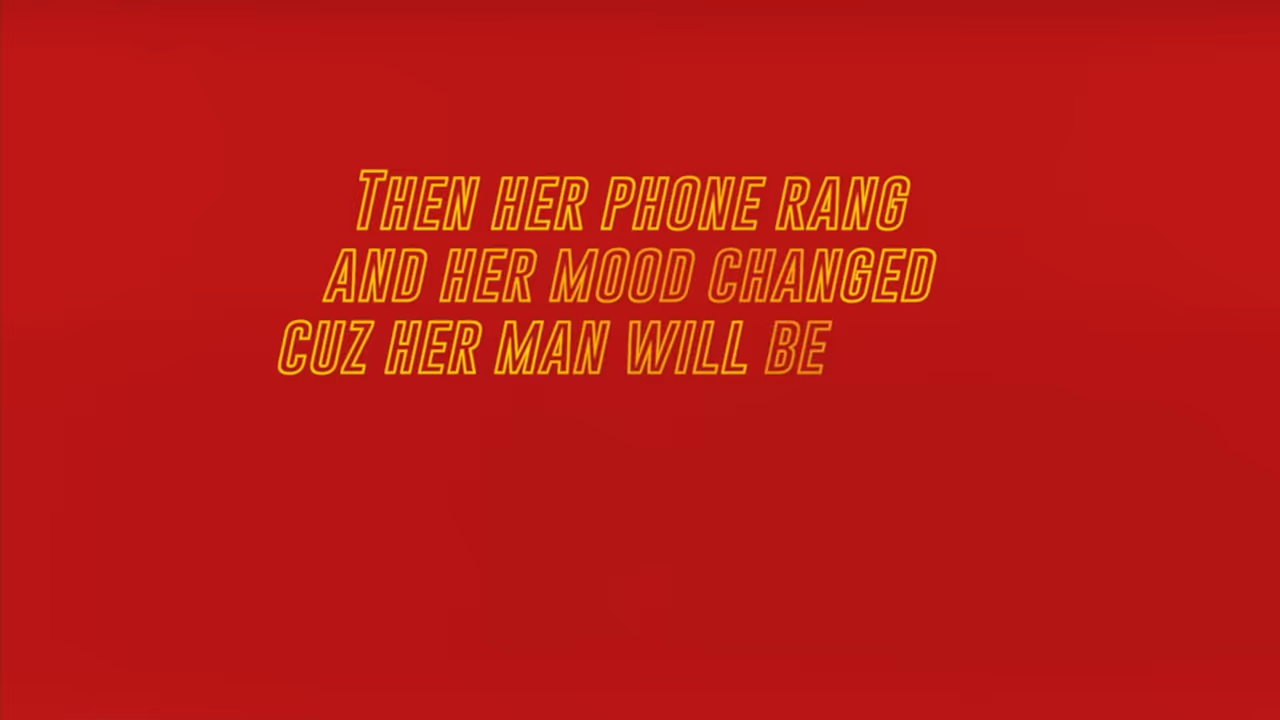 THEN HER PHONE RANG
AND HER MOOD CHANGED
CUZ HER MAN WILL BE